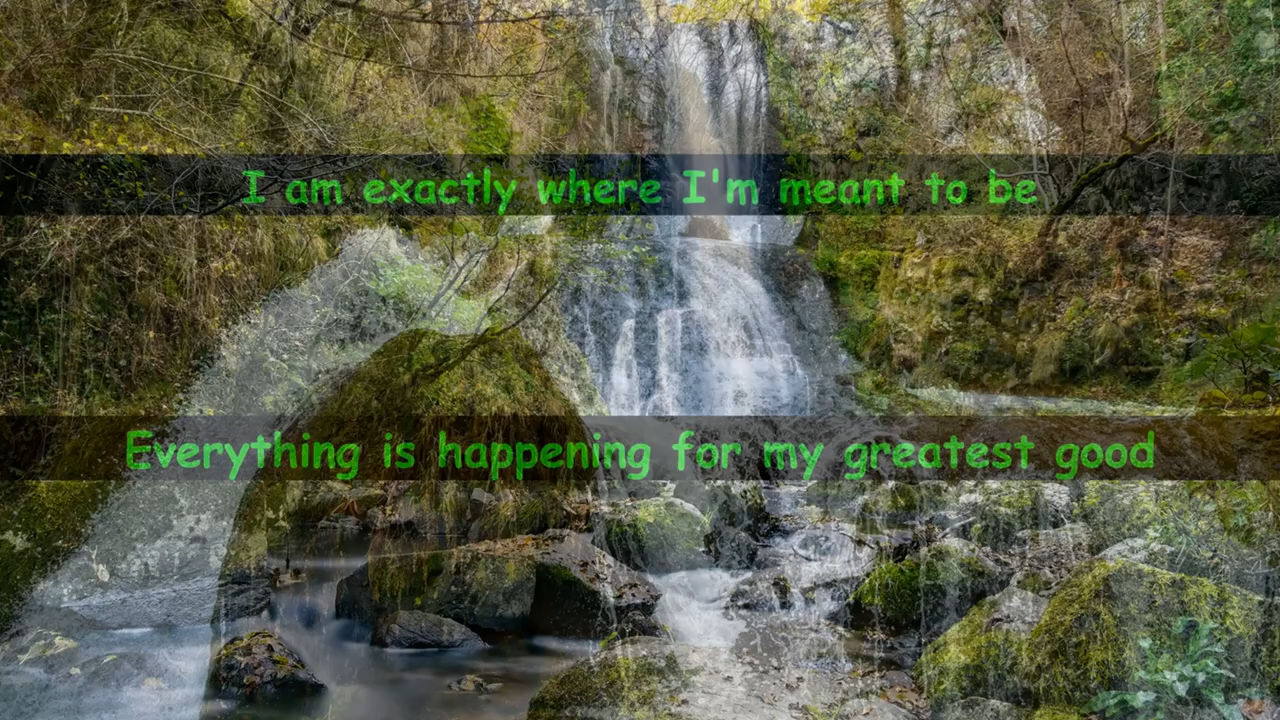 I am exactly where I'm meant to be
Everything is happening for my greatest good